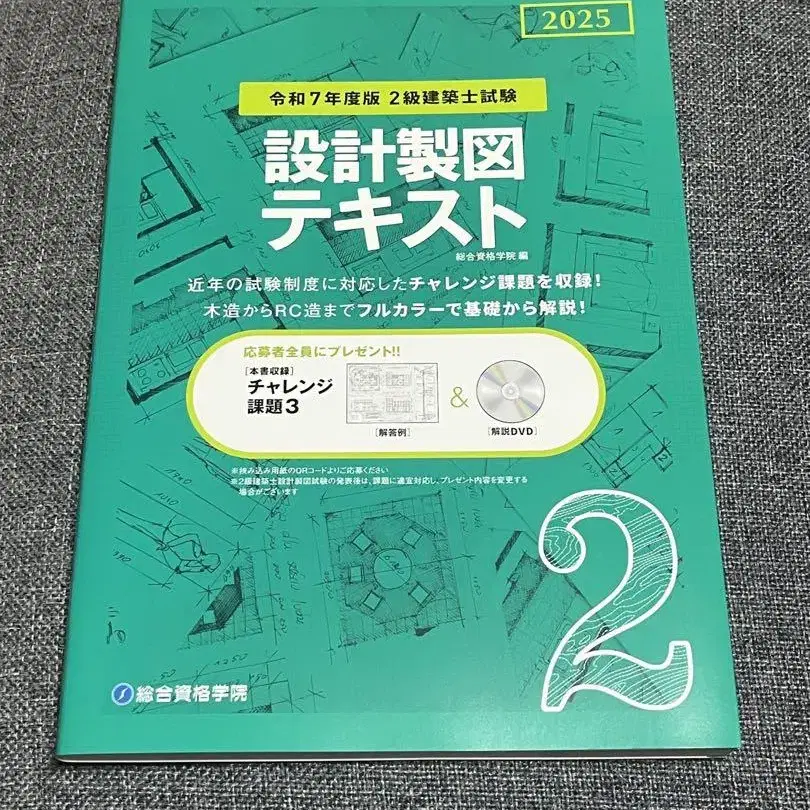 2025
令和7年度版 2級建築士試験
設計製図
テキスト
総合資格学院 編
近年の試験制度に対応したチャレンジ課題を収録!
木造からRC造までフルカラーで基礎から解説!
応募者全員にプレゼント!!
[本書収録]
チャレンジ
課題3
&
[解答例]
[解説DVD]
※挟み込み用紙のQRコードよりご応募ください
※2級建築士設計製図試験の発表後は、課題に適宜対応し、プレゼント内容を変更する
場合がございます
2
総合資格学院